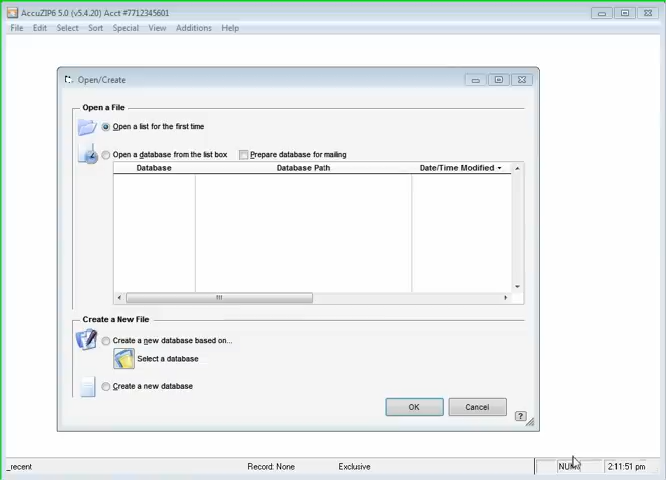 AccuZIP6 5.0 (v5.4.20) Acct #7712345601
File Edit Select Sort Special View Additions Help
Open/Create
Open a File
Open a list for the first time
Open a database from the list box Prepare database for mailing
Database Database Path Date/Time Modified
Create a New File
Create a new database based on...
Select a database
Create a new database
OK Cancel ?
_recent Record: None Exclusive NUM 2:11:51 pm